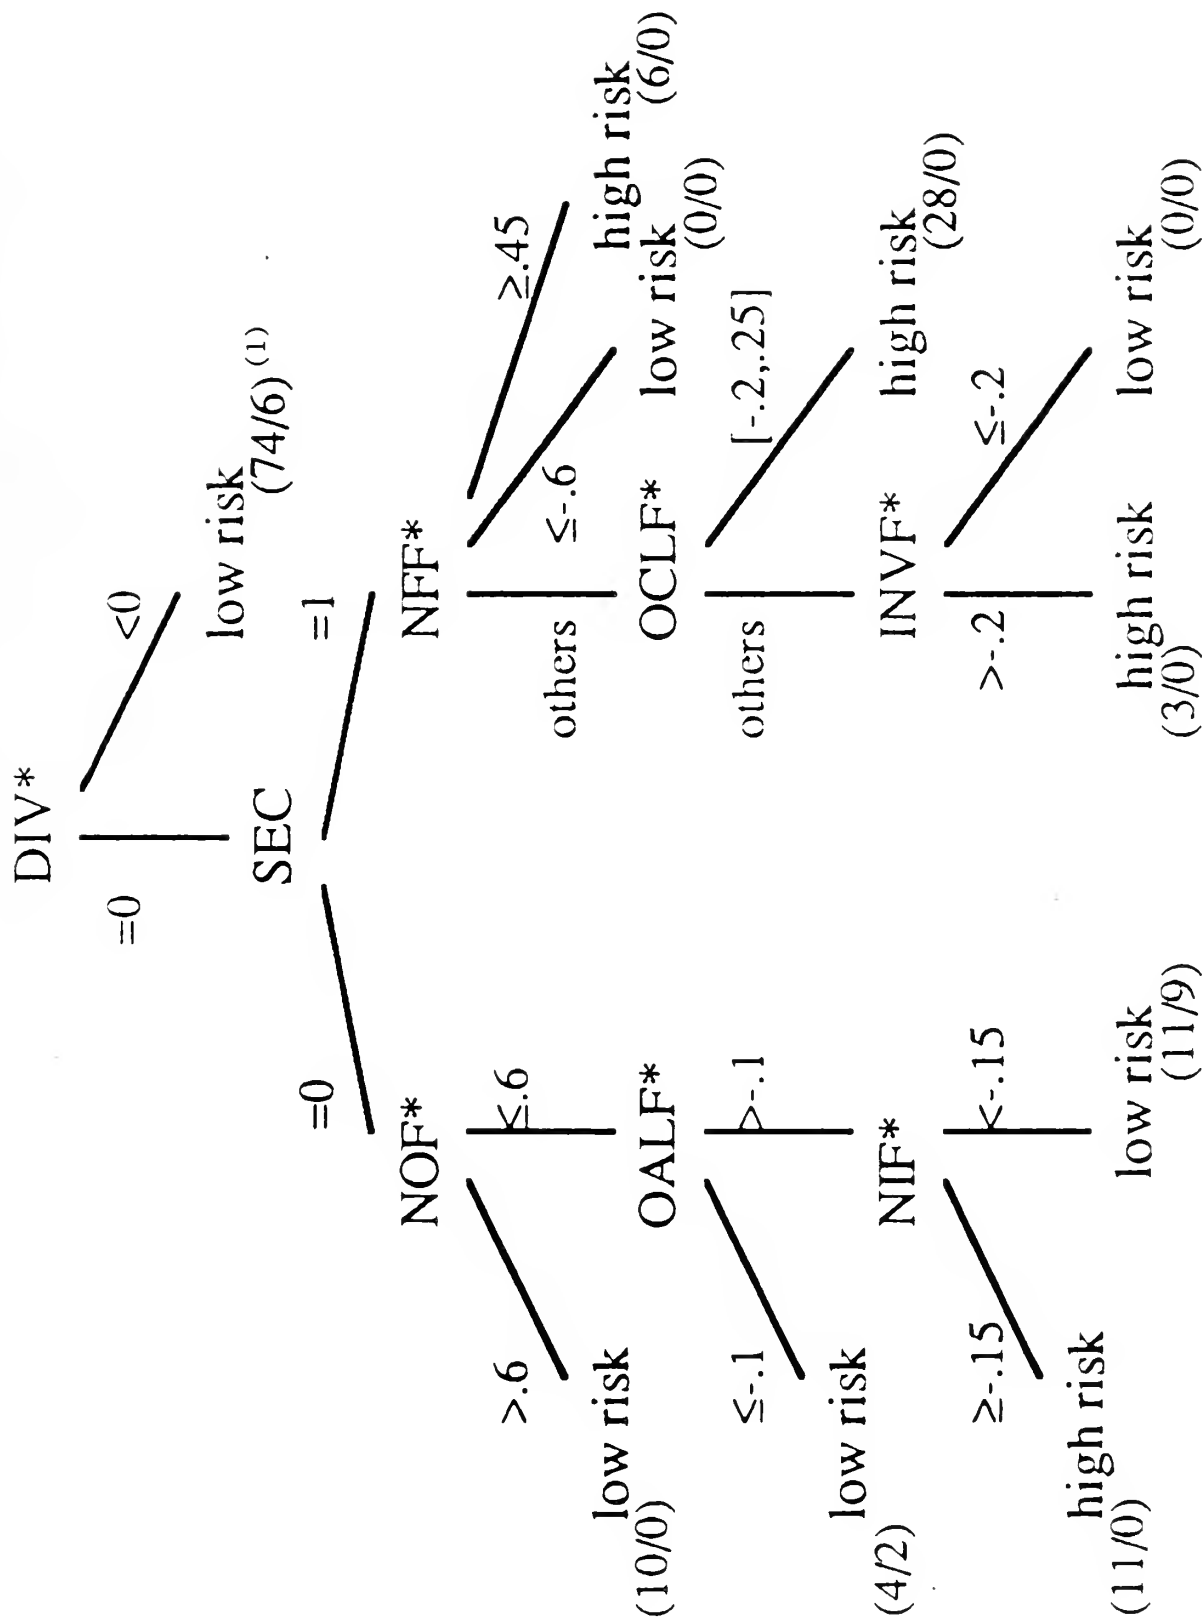 DIV*
=0
<0
low risk
(74/6) (1)
SEC
=0
=1
NOF*
NFF*
>.6
≤.6
others
≤-.6
≥.45
low risk
(10/0)
OALF*
OCLF*
low risk
(0/0)
high risk
(6/0)
≤-.1
>-.1
others
[-.2,.25]
low risk
(4/2)
NIF*
INVF*
high risk
(28/0)
≥-.15
<-.15
>-.2
≤-.2
high risk
(11/0)
low risk
(11/9)
high risk
(3/0)
low risk
(0/0)